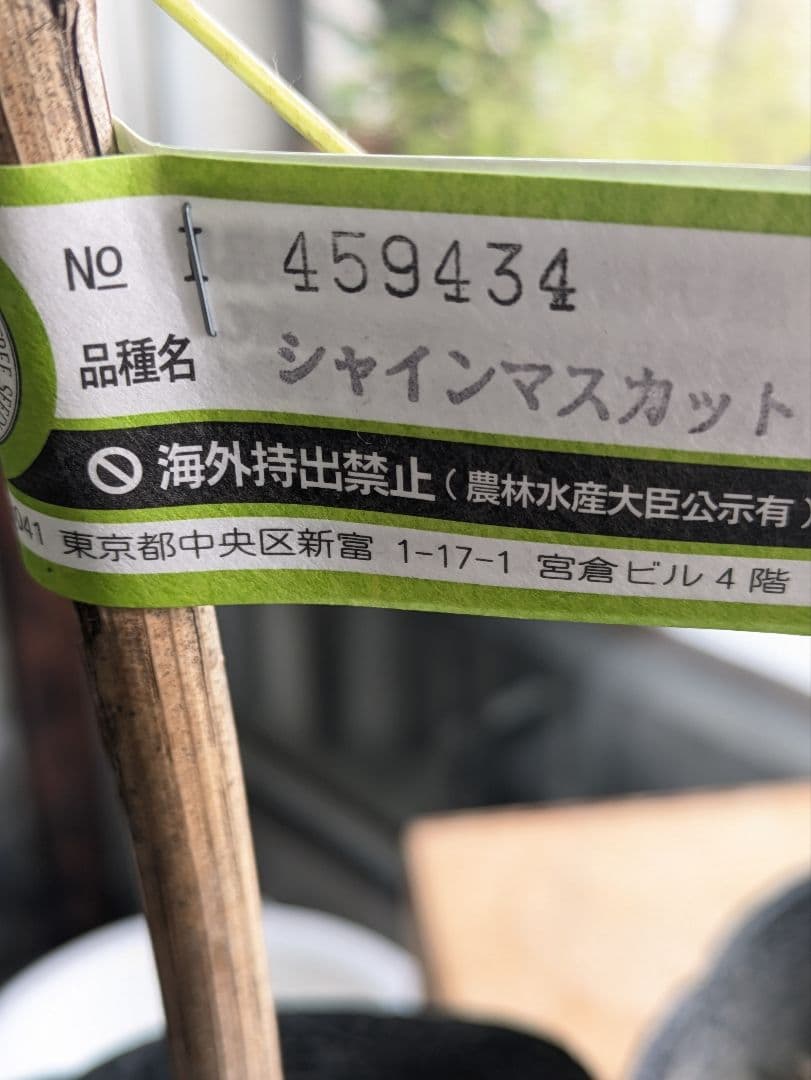 No I 459434
品種名 シャインマスカット
海外持出禁止(農林水産大臣公示有)
041 東京都中央区新富 1-17-1 宮倉ビル4階